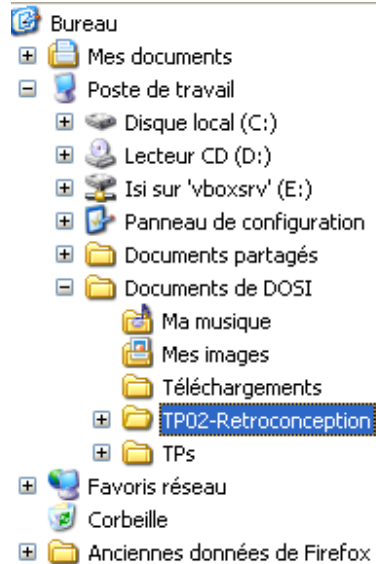 Bureau
Mes documents
Poste de travail
Disque local (C:)
Lecteur CD (D:)
Isi sur 'vboxsrv' (E:)
Panneau de configuration
Documents partagés
Documents de DOSI
Ma musique
Mes images
Téléchargements
TP02-Retroconception
TPs
Favoris réseau
Corbeille
Anciennes données de Firefox